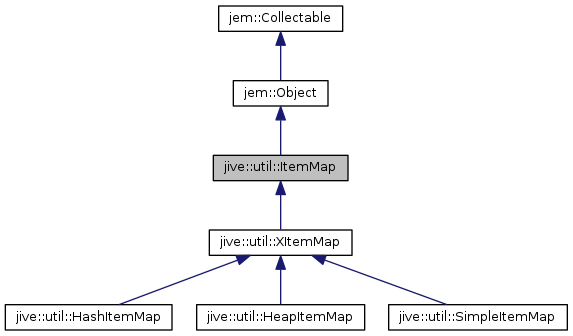 jem::Collectable
jem::Object
jive::util::ItemMap
jive::util::XItemMap
jive::util::HashItemMap
jive::util::HeapItemMap
jive::util::SimpleItemMap